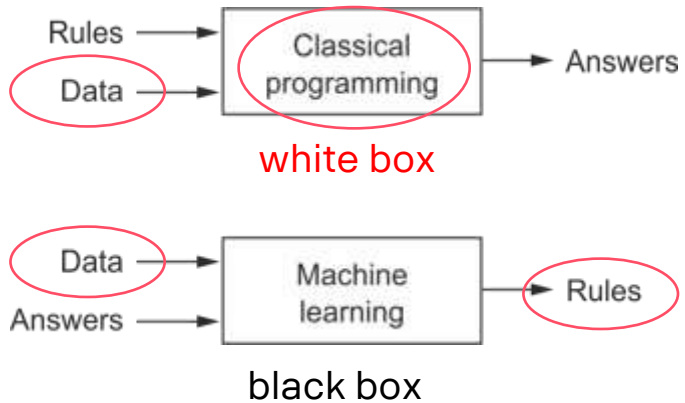 Rules
Data
Classical
programming
Answers
white box
Data
Answers
Machine
learning
Rules
black box